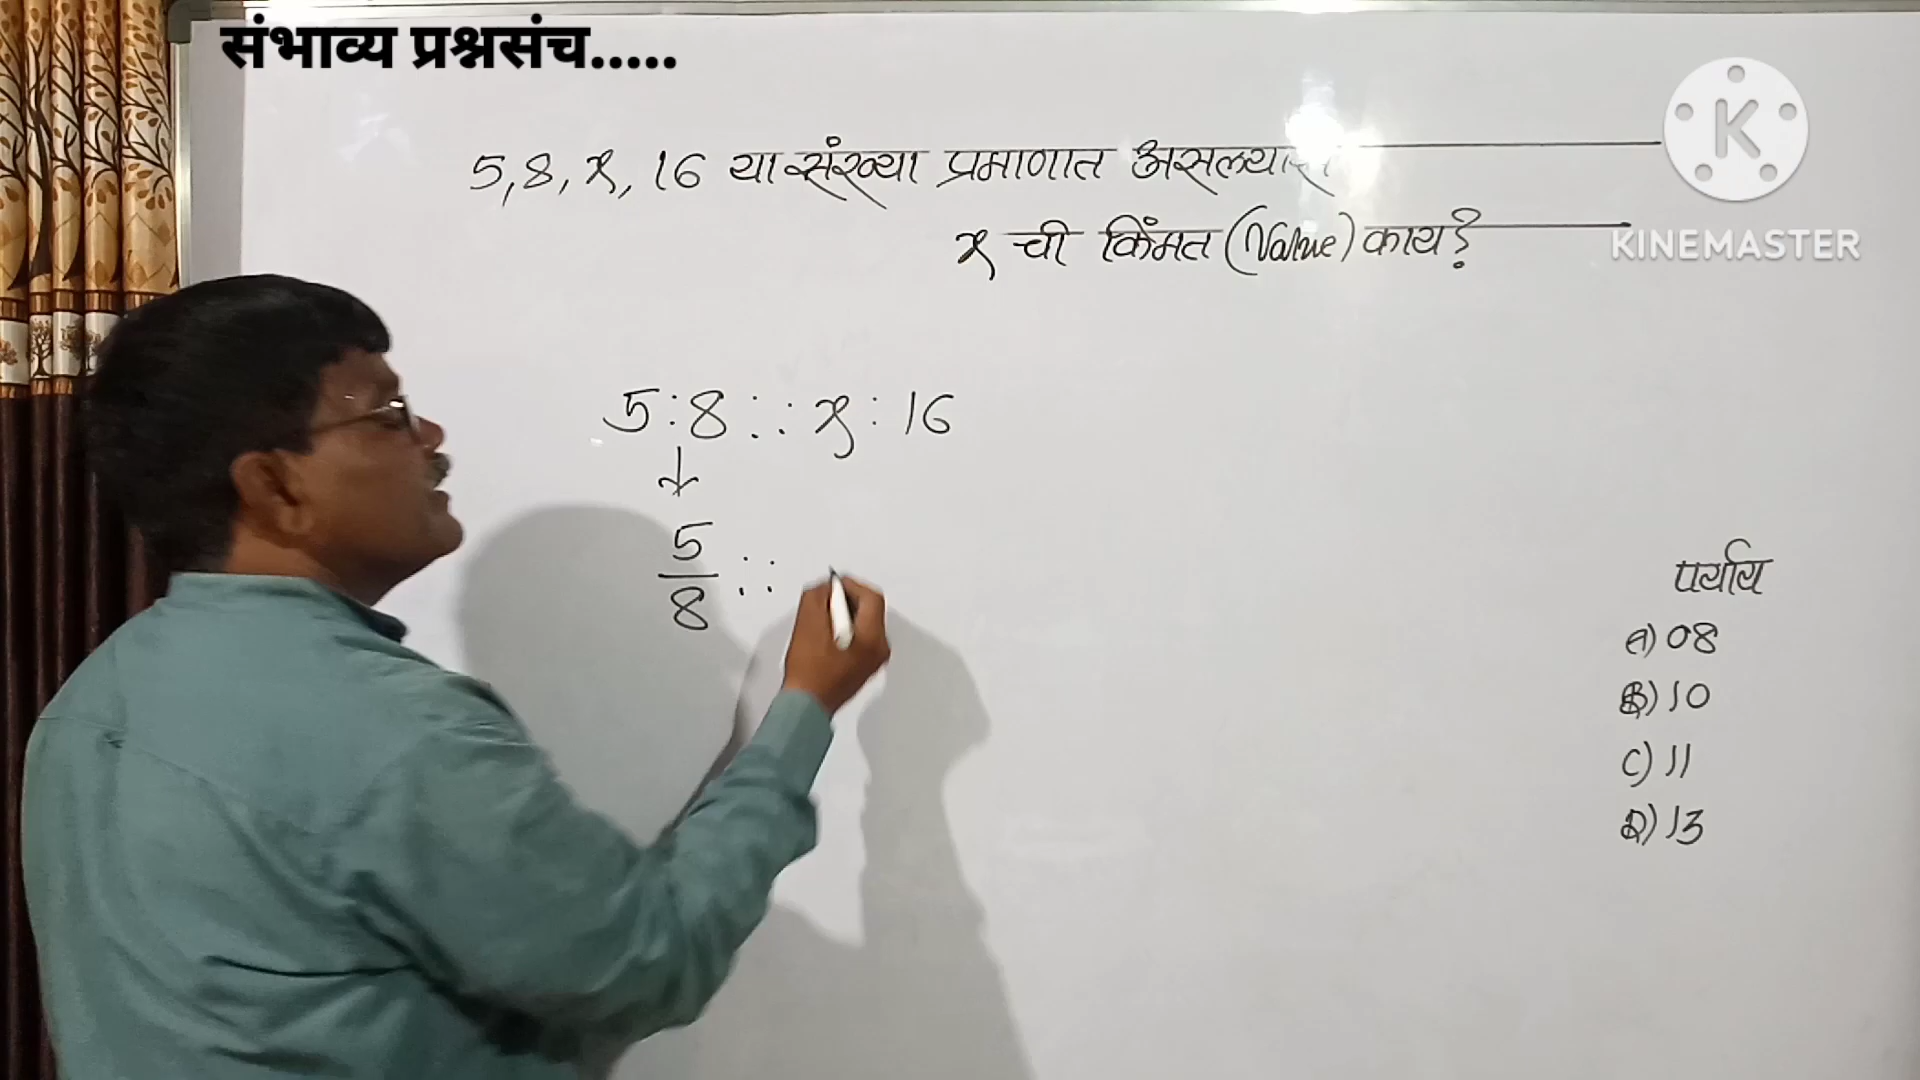 संभाव्य प्रश्नसंच.....
KINEMASTER
5, 8, x, 16 या संख्या प्रमाणात असल्यास
x ची किंमत (Value) काय?
5 : 8 :: x : 16
5
8 ::
पर्याय
A) 08
B) 10
C) 11
D) 13